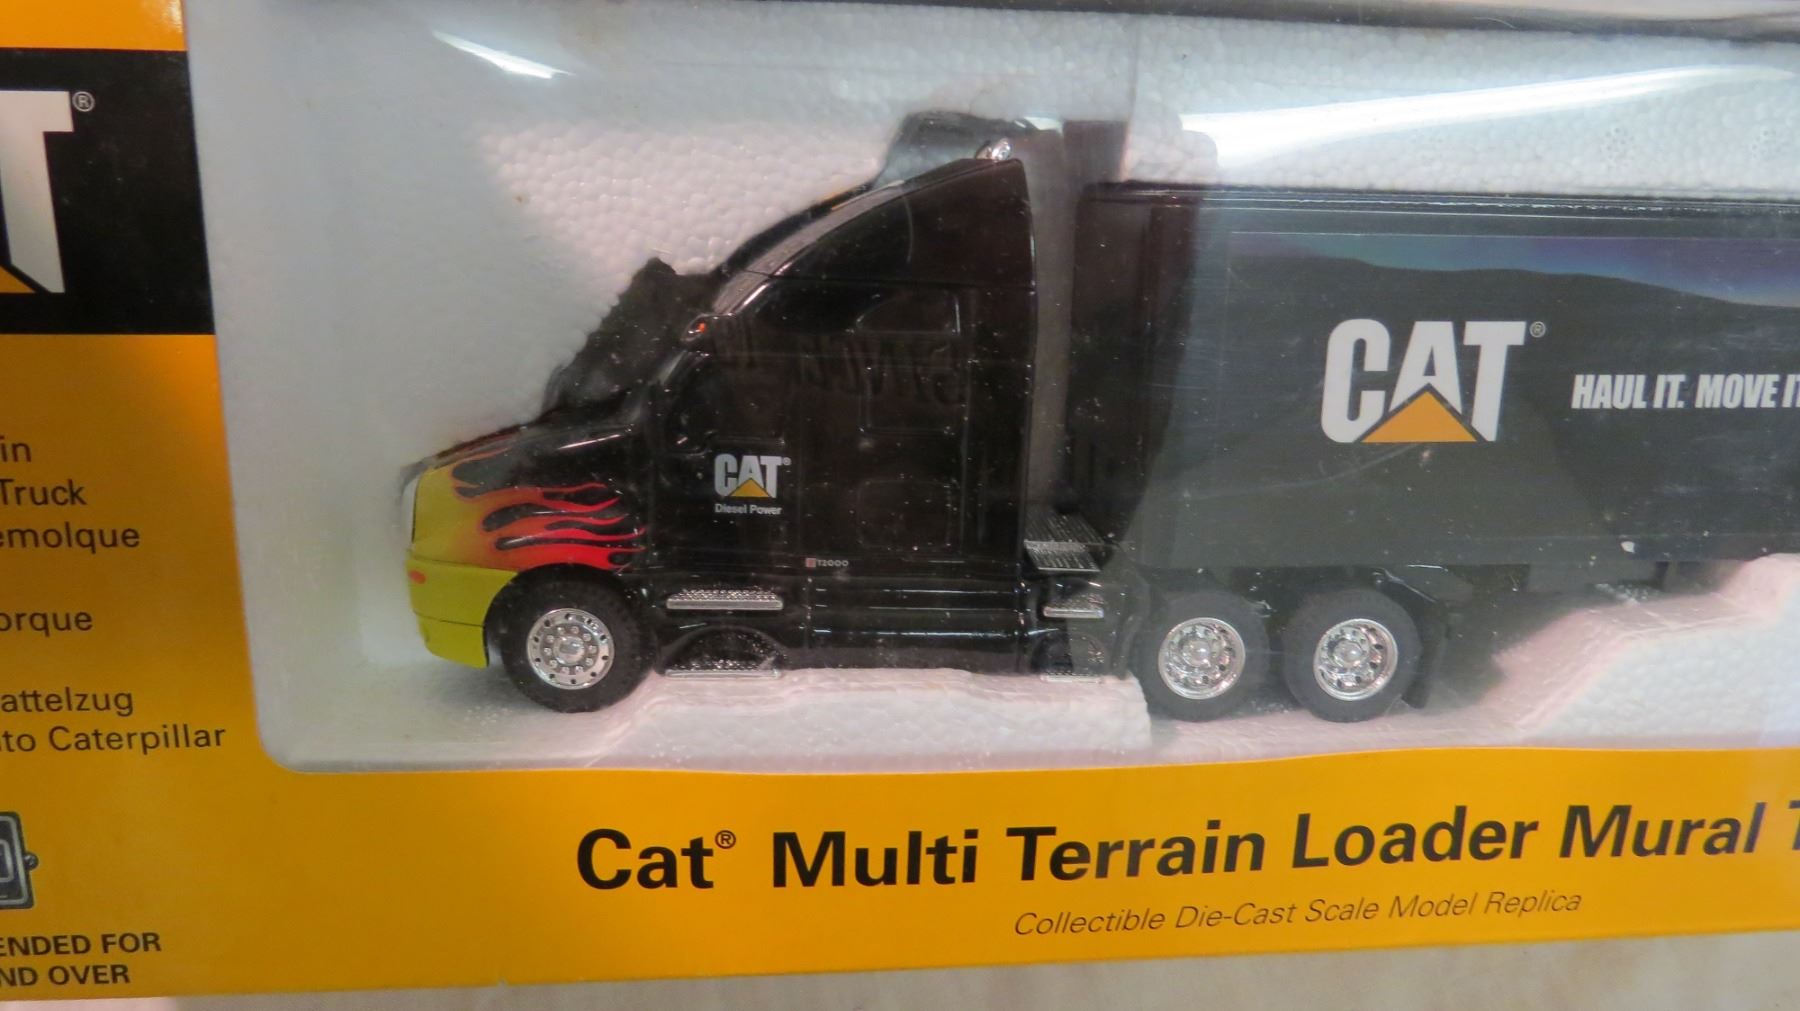 CAT®
HAUL IT. MOVE IT
CAT®
Diesel Power
T2000
in
Truck
emolque
orque
attelzug
to Caterpillar
Cat® Multi Terrain Loader Mural T
Collectible Die-Cast Scale Model Replica
ENDED FOR
ND OVER
T®